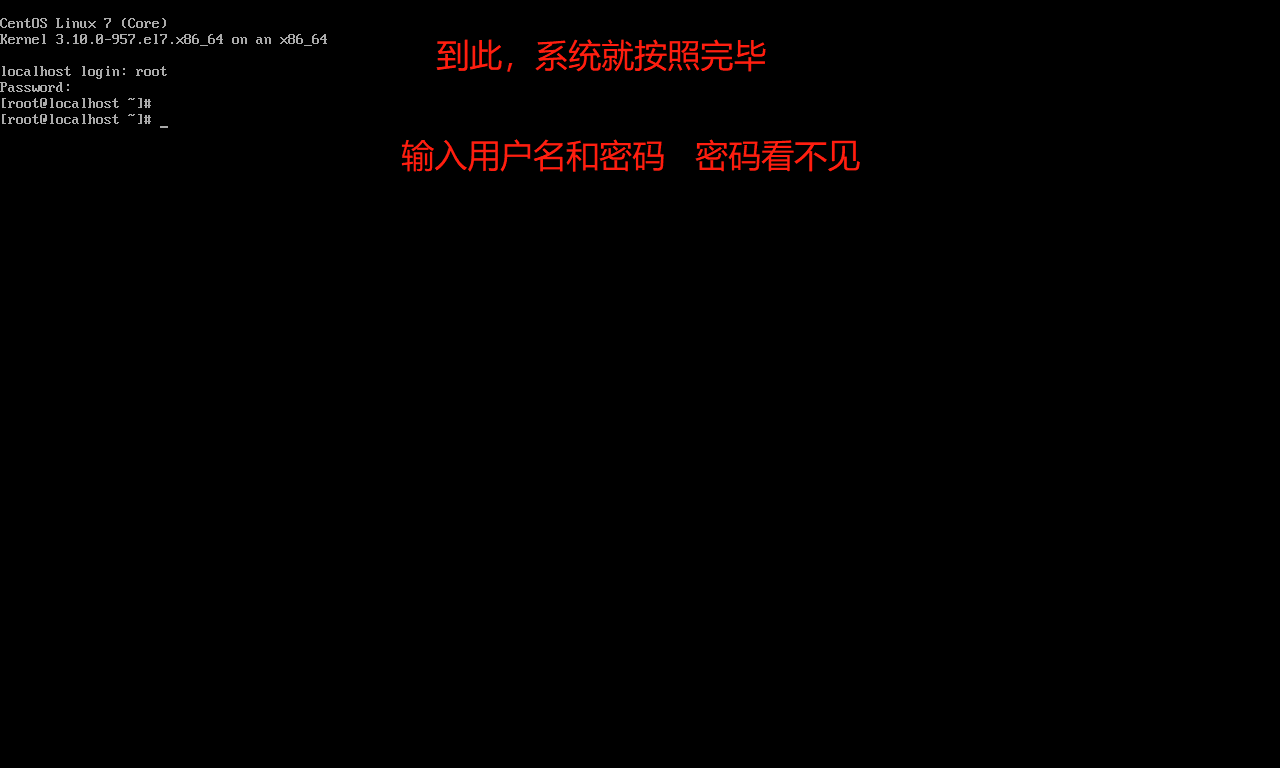 CentOS Linux 7 (Core)
Kernel 3.10.0-957.el7.x86_64 on an x86_64
到此，系统就按照完毕
localhost login: root
Password:
[root@localhost ~]#
[root@localhost ~]# _
输入用户名和密码　密码看不见